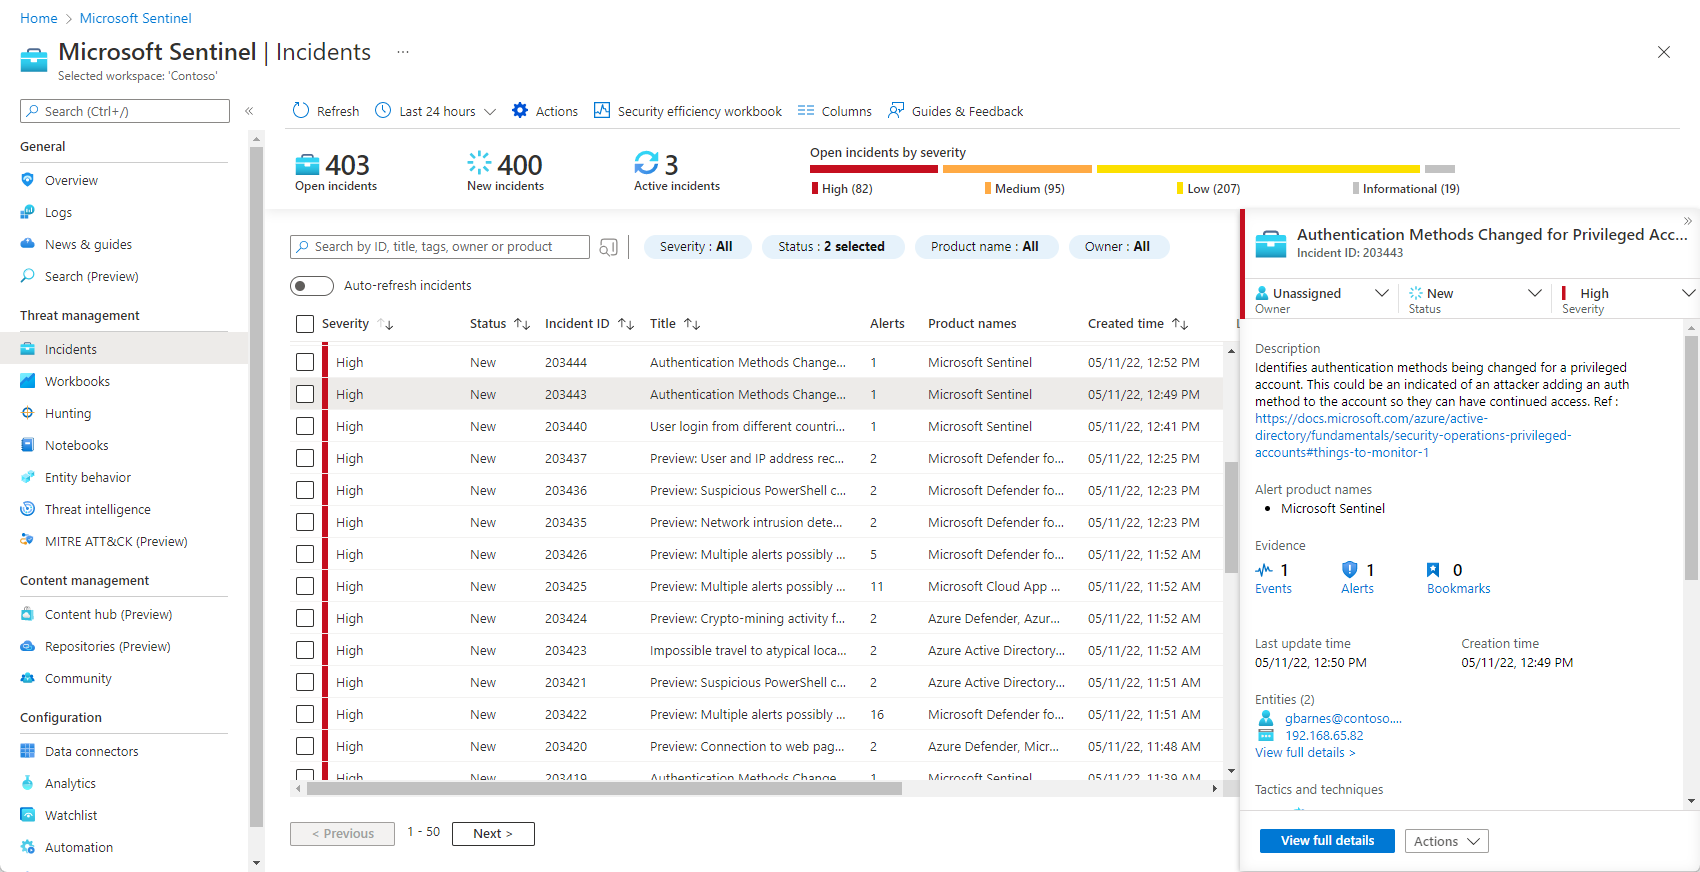 Home > Microsoft Sentinel
Microsoft Sentinel | Incidents ...
Selected workspace: 'Contoso'
Search (Ctrl+/)
General
Overview
Logs
News & guides
Search (Preview)
Threat management
Incidents
Workbooks
Hunting
Notebooks
Entity behavior
Threat intelligence
MITRE ATT&CK (Preview)
Content management
Content hub (Preview)
Repositories (Preview)
Community
Configuration
Data connectors
Analytics
Watchlist
Automation
Refresh Last 24 hours Actions Security efficiency workbook Columns Guides & Feedback
403 400 3
Open incidents New incidents Active incidents
Open incidents by severity
High (82) Medium (95) Low (207) Informational (19)
Search by ID, title, tags, owner or product Severity : All Status : 2 selected Product name : All Owner : All
Auto-refresh incidents
Severity Status Incident ID Title Alerts Product names Created time
High New 203444 Authentication Methods Change... 1 Microsoft Sentinel 05/11/22, 12:52 PM
High New 203443 Authentication Methods Change... 1 Microsoft Sentinel 05/11/22, 12:49 PM
High New 203440 User login from different countri... 1 Microsoft Sentinel 05/11/22, 12:41 PM
High New 203437 Preview: User and IP address rec... 2 Microsoft Defender fo... 05/11/22, 12:25 PM
High New 203436 Preview: Suspicious PowerShell c... 2 Microsoft Defender fo... 05/11/22, 12:23 PM
High New 203435 Preview: Network intrusion dete... 2 Microsoft Defender fo... 05/11/22, 12:23 PM
High New 203426 Preview: Multiple alerts possibly ... 5 Microsoft Defender fo... 05/11/22, 11:52 AM
High New 203425 Preview: Multiple alerts possibly ... 11 Microsoft Cloud App ... 05/11/22, 11:52 AM
High New 203424 Preview: Crypto-mining activity f... 2 Azure Defender, Azur... 05/11/22, 11:52 AM
High New 203423 Impossible travel to atypical loca... 2 Azure Active Directory... 05/11/22, 11:52 AM
High New 203421 Preview: Suspicious PowerShell c... 2 Azure Active Directory... 05/11/22, 11:51 AM
High New 203422 Preview: Multiple alerts possibly ... 16 Microsoft Defender fo... 05/11/22, 11:51 AM
High New 203420 Preview: Connection to web pag... 2 Azure Defender, Micr... 05/11/22, 11:48 AM
High New 203419 Authentication Methods Change... 1 Microsoft Sentinel 05/11/22, 11:39 AM
< Previous 1 - 50 Next >
Authentication Methods Changed for Privileged Acc...
Incident ID: 203443
Unassigned New High
Owner Status Severity
Description
Identifies authentication methods being changed for a privileged
account. This could be an indicated of an attacker adding an auth
method to the account so they can have continued access. Ref :
https://docs.microsoft.com/azure/active-
directory/fundamentals/security-operations-privileged-
accounts#things-to-monitor-1
Alert product names
• Microsoft Sentinel
Evidence
1 1 0
Events Alerts Bookmarks
Last update time Creation time
05/11/22, 12:50 PM 05/11/22, 12:49 PM
Entities (2)
gbarnes@contoso....
192.168.65.82
View full details >
Tactics and techniques
View full details Actions